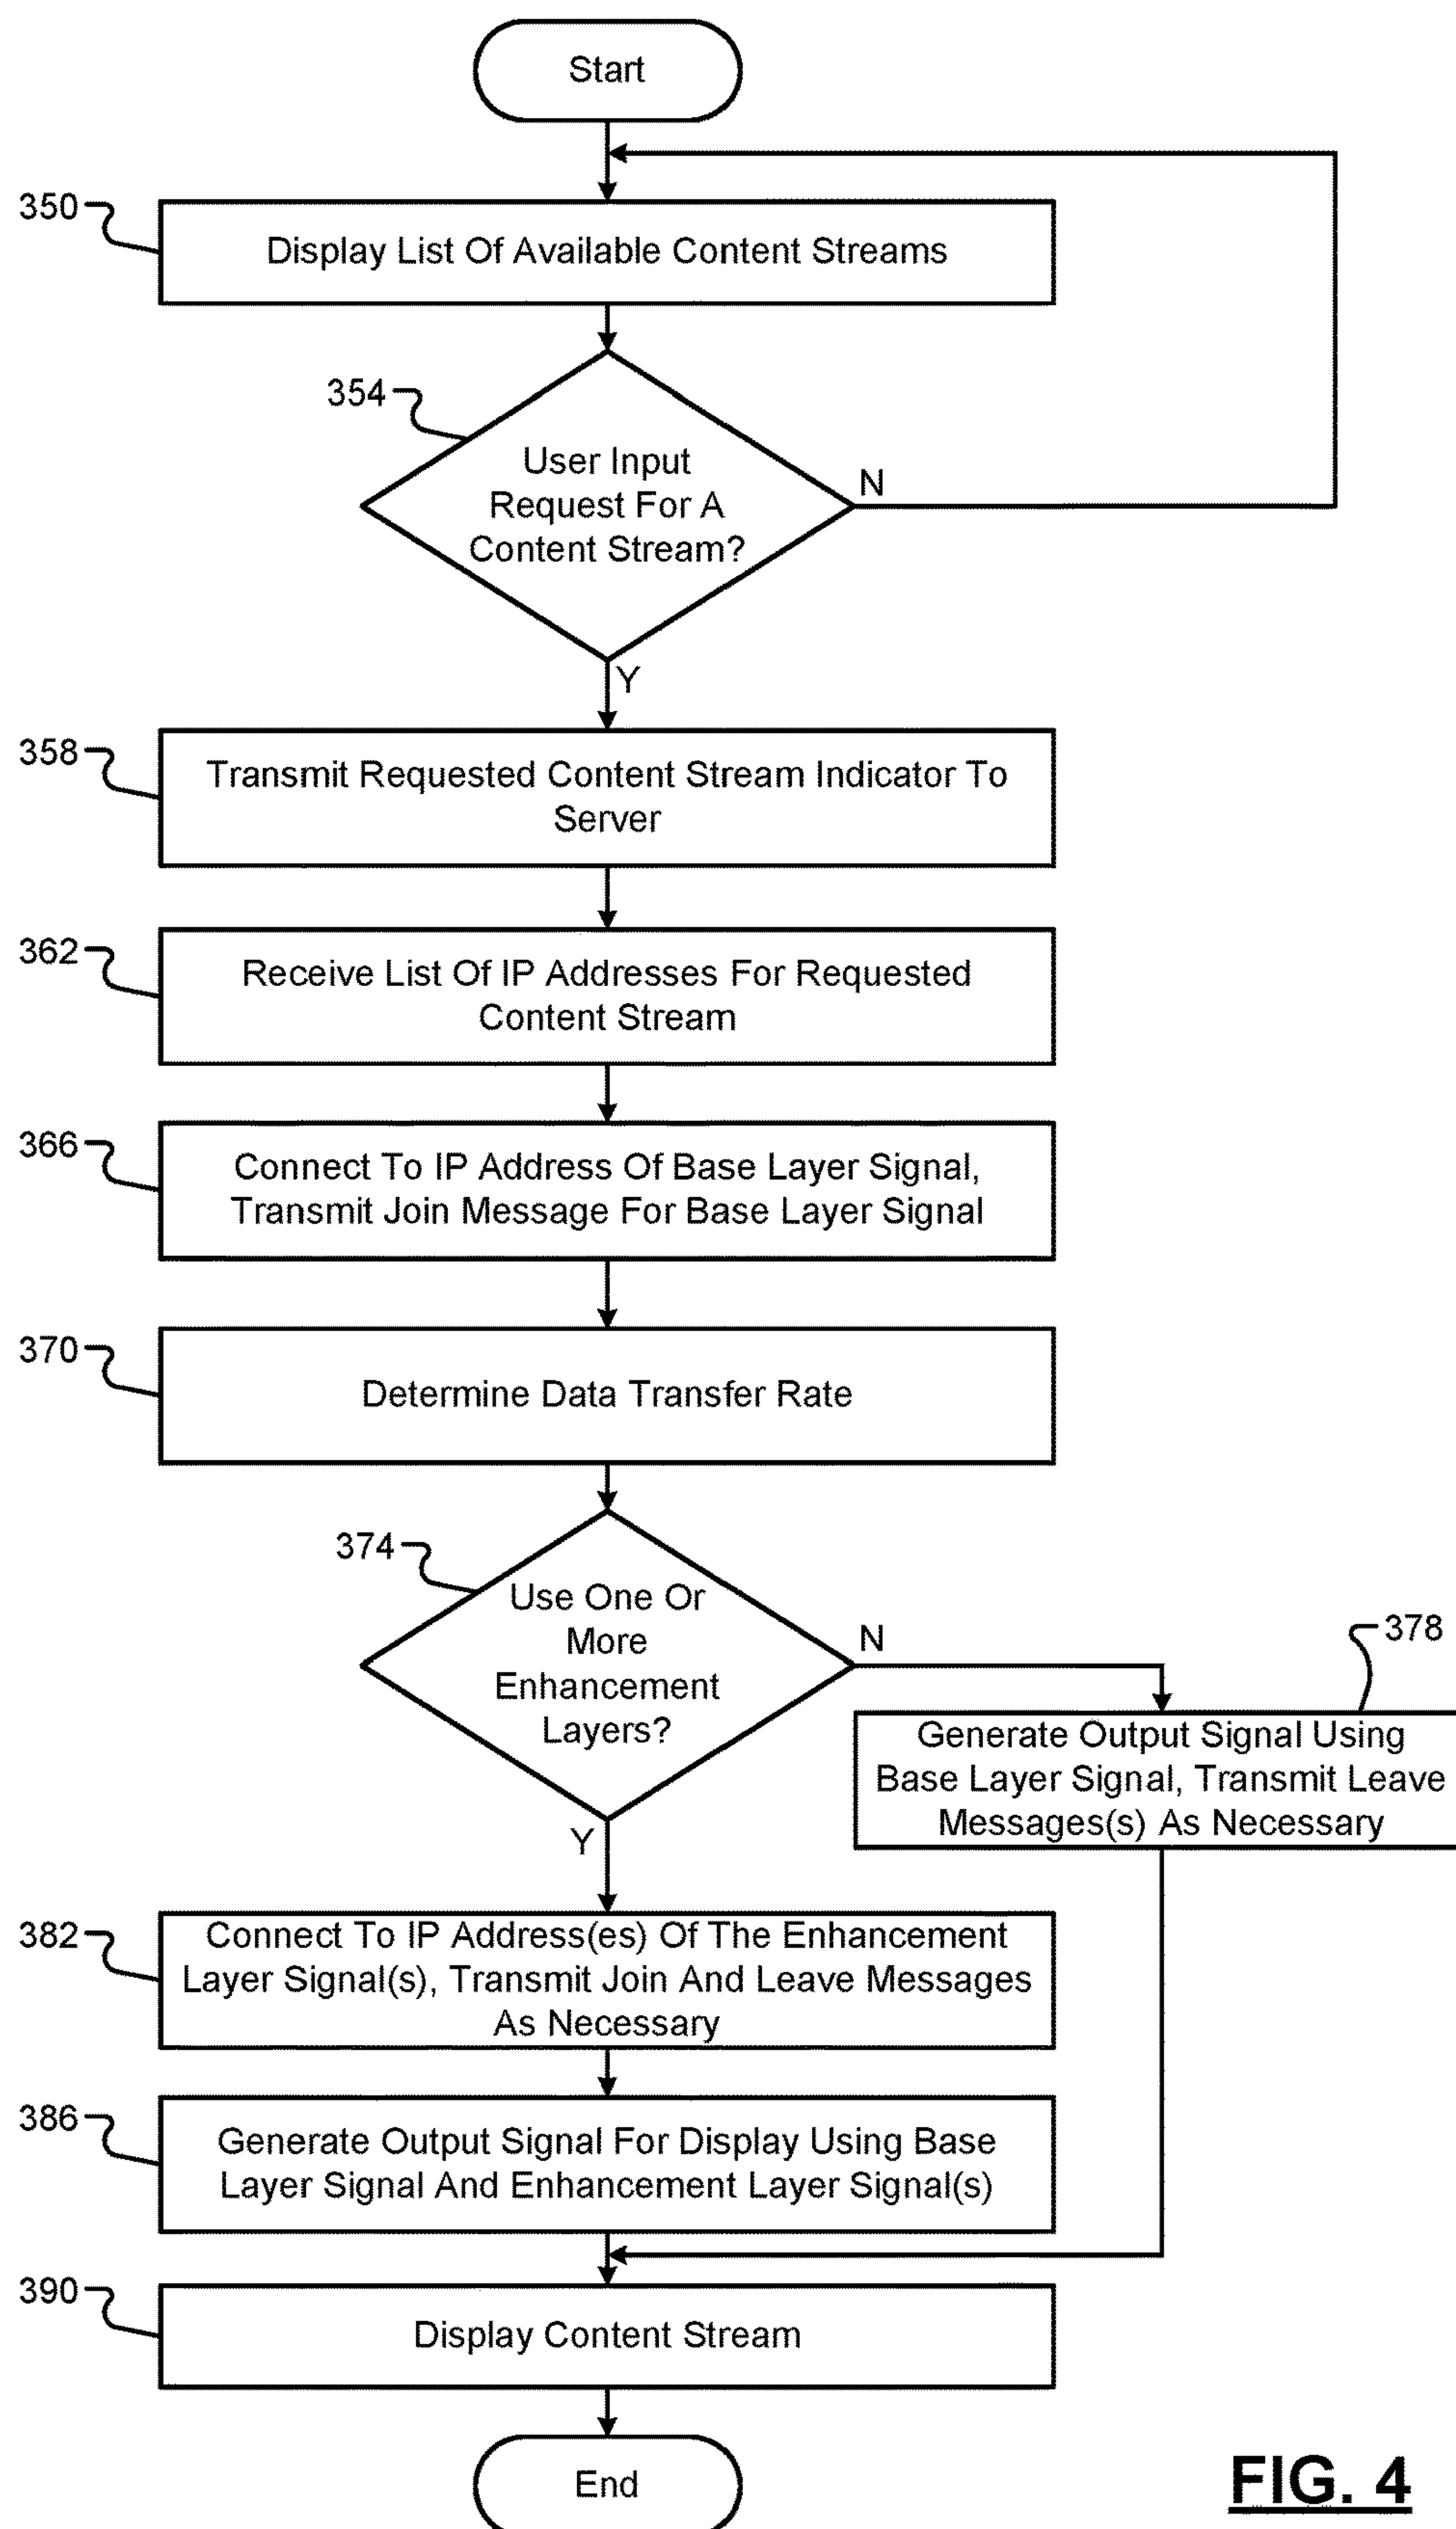 Start
350
Display List Of Available Content Streams
354
User Input
Request For A
Content Stream?
N
Y
358
Transmit Requested Content Stream Indicator To
Server
362
Receive List Of IP Addresses For Requested
Content Stream
366
Connect To IP Address Of Base Layer Signal,
Transmit Join Message For Base Layer Signal
370
Determine Data Transfer Rate
374
Use One Or
More
Enhancement
Layers?
N
378
Generate Output Signal Using
Base Layer Signal, Transmit Leave
Messages(s) As Necessary
Y
382
Connect To IP Address(es) Of The Enhancement
Layer Signal(s), Transmit Join And Leave Messages
As Necessary
386
Generate Output Signal For Display Using Base
Layer Signal And Enhancement Layer Signal(s)
390
Display Content Stream
End
FIG. 4